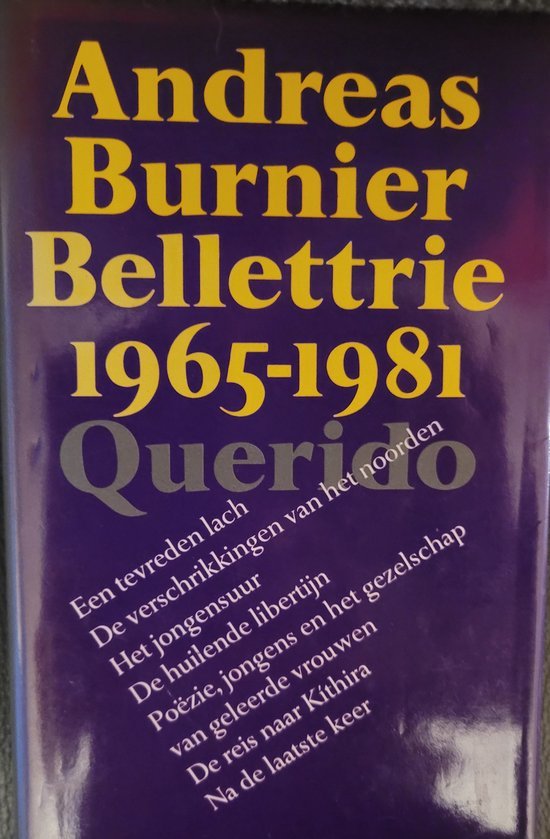 Andreas
Burnier
Bellettrie
1965-1981
Querido
Een tevreden lach
De verschrikkingen van het noorden
Het jongensuur
De huilende libertijn
Poëzie, jongens en het gezelschap
van geleerde vrouwen
De reis naar Kíthira
Na de laatste keer